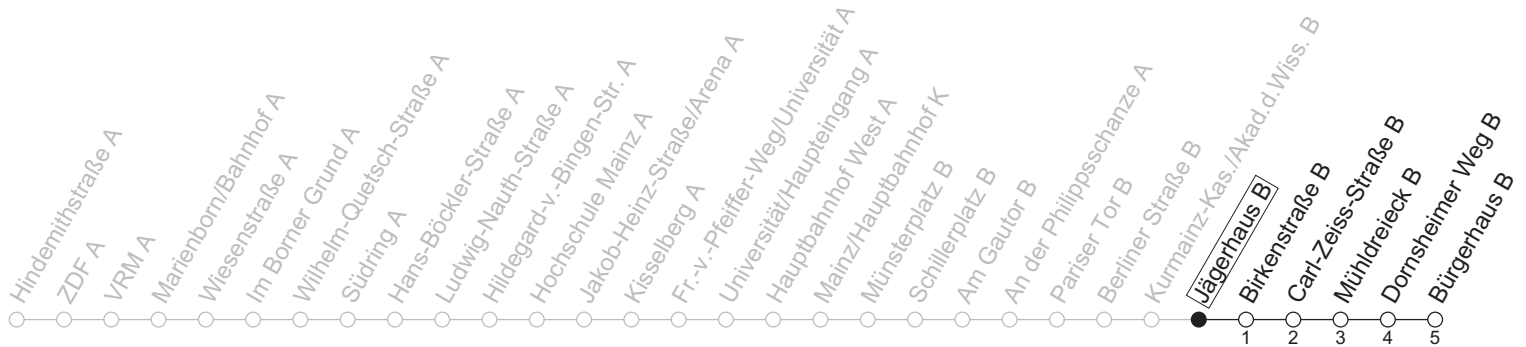 Hindemithstraße A
ZDF A
VRM A
Marienborn/Bahnhof A
Wiesenstraße A
Im Borner Grund A
Wilhelm-Quetsch-Straße A
Südring A
Hans-Böckler-Straße A
Ludwig-Nauth-Straße A
Hildegard-v.-Bingen-Str. A
Hochschule Mainz A
Jakob-Heinz-Straße/Arena A
Kisselberg A
Fr.-v.-Pfeiffer-Weg/Universität A
Universität/Haupteingang A
Hauptbahnhof West A
Mainz/Hauptbahnhof K
Münsterplatz B
Schillerplatz B
Am Gautor B
An der Philippsschanze A
Pariser Tor B
Berliner Straße B
Kurmainz-Kas./Akad.d.Wiss. B
Jägerhaus B
Birkenstraße B
Carl-Zeiss-Straße B
Mühldreieck B
Dornsheimer Weg B
Bürgerhaus B
1 2 3 4 5